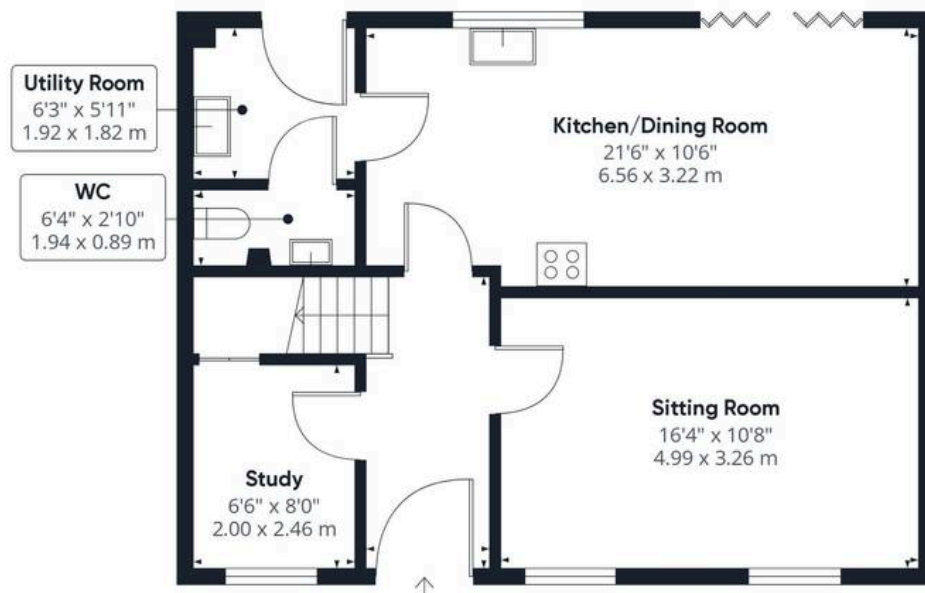 Utility Room
6'3" x 5'11"
1.92 x 1.82 m
WC
6'4" x 2'10"
1.94 x 0.89 m
Kitchen/Dining Room
21'6" x 10'6"
6.56 x 3.22 m
Sitting Room
16'4" x 10'8"
4.99 x 3.26 m
Study
6'6" x 8'0"
2.00 x 2.46 m